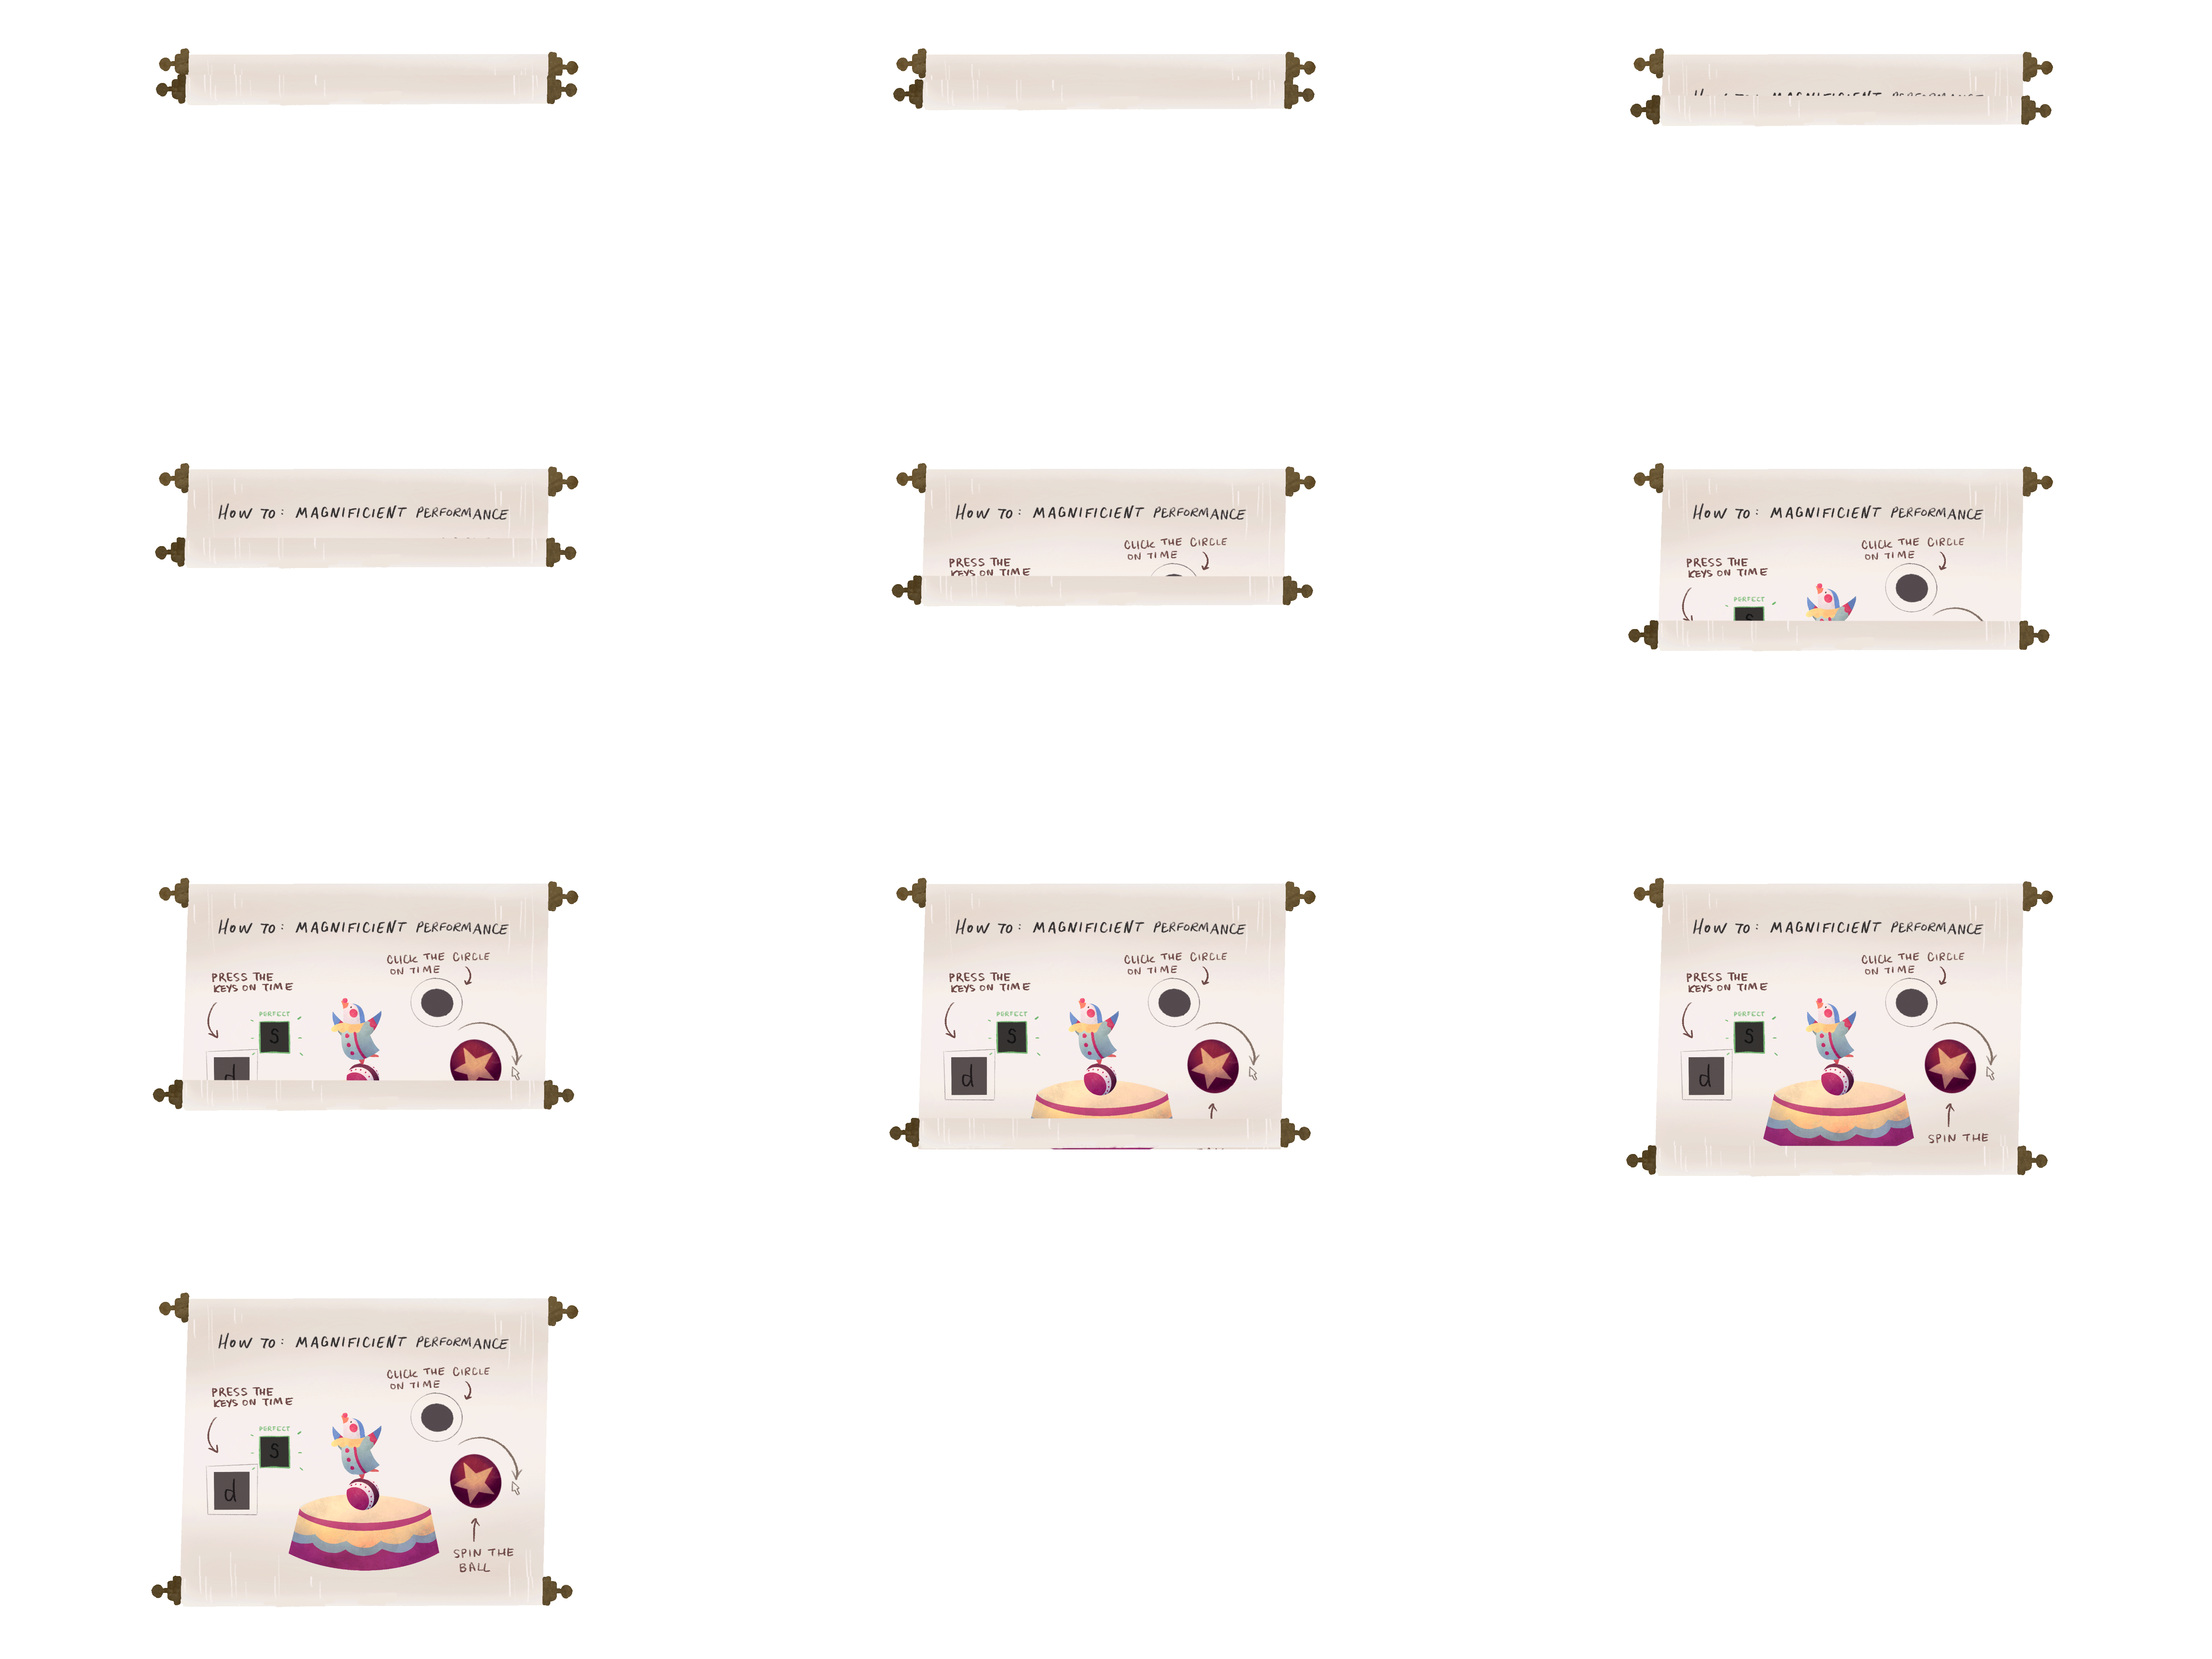 HOW TO: MAGNIFICIENT PERFORMANCE
HOW TO: MAGNIFICIENT PERFORMANCE
CLICK THE CIRCLE
ON TIME
PRESS THE
KEYS ON TIME
HOW TO: MAGNIFICIENT PERFORMANCE
CLICK THE CIRCLE
ON TIME
PRESS THE
KEYS ON TIME
PERFECT
HOW TO: MAGNIFICIENT PERFORMANCE
CLICK THE CIRCLE
ON TIME
PRESS THE
KEYS ON TIME
PERFECT
S
d
HOW TO: MAGNIFICIENT PERFORMANCE
CLICK THE CIRCLE
ON TIME
PRESS THE
KEYS ON TIME
PERFECT
S
d
HOW TO: MAGNIFICIENT PERFORMANCE
CLICK THE CIRCLE
ON TIME
PRESS THE
KEYS ON TIME
PERFECT
S
d
SPIN THE
HOW TO: MAGNIFICIENT PERFORMANCE
CLICK THE CIRCLE
ON TIME
PRESS THE
KEYS ON TIME
PERFECT
S
d
SPIN THE
BALL